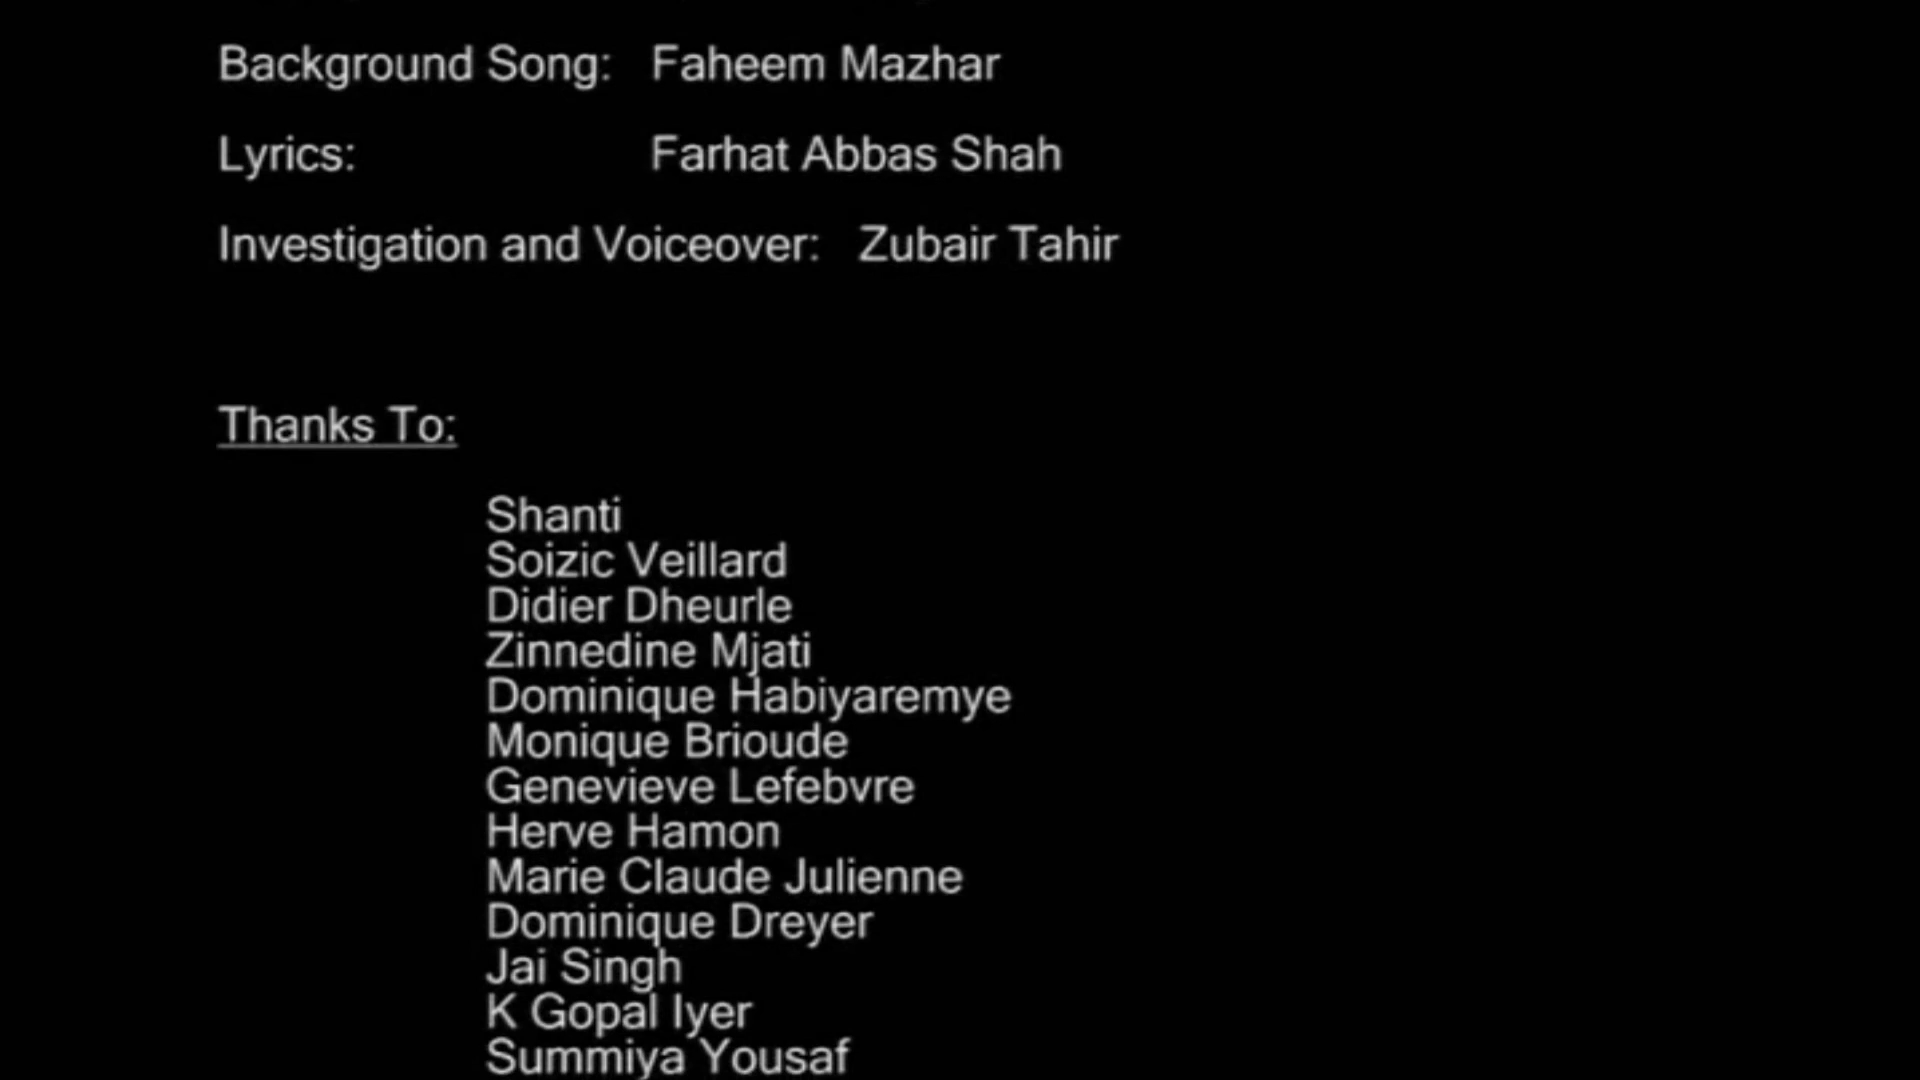 Background Song: Faheem Mazhar
Lyrics: Farhat Abbas Shah
Investigation and Voiceover: Zubair Tahir
Thanks To:
Shanti
Soizic Veillard
Didier Dheurle
Zinnedine Mjati
Dominique Habiyaremye
Monique Brioude
Genevieve Lefebvre
Herve Hamon
Marie Claude Julienne
Dominique Dreyer
Jai Singh
K Gopal Iyer
Summiya Yousaf